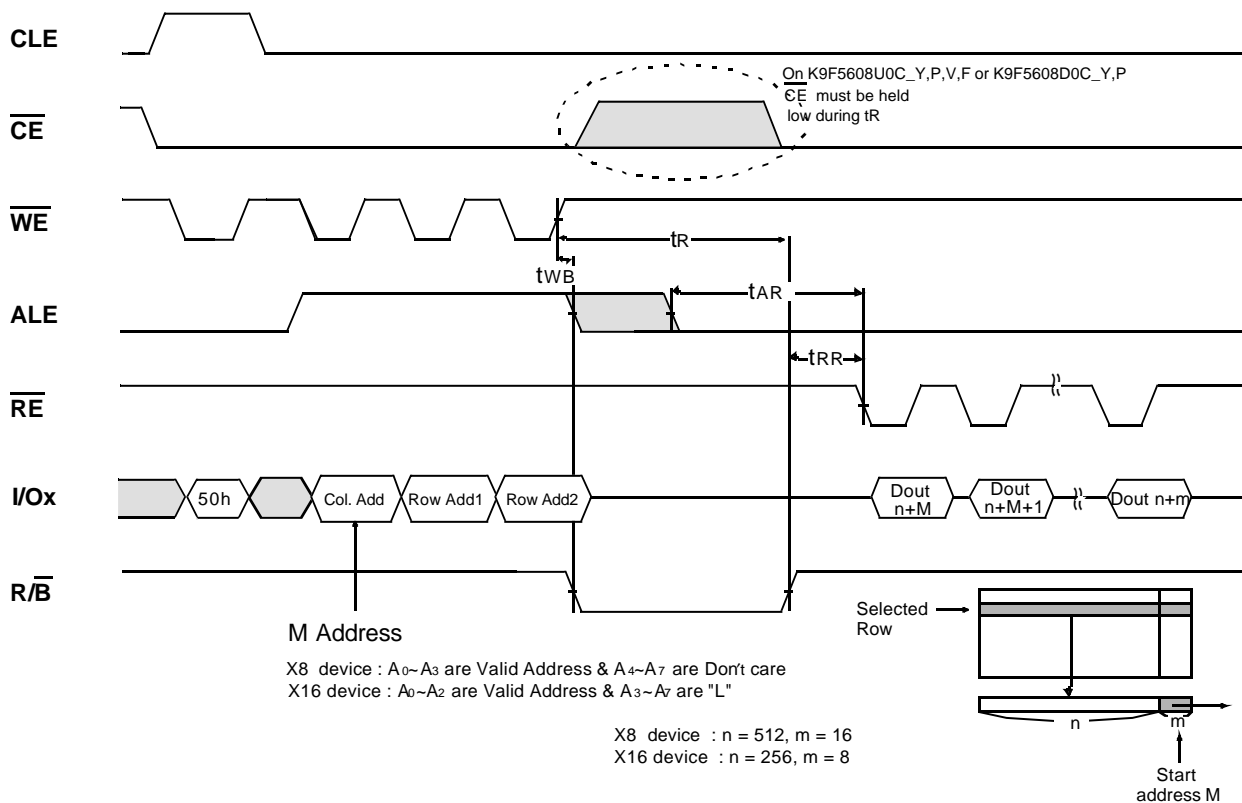 CLE
On K9F5608U0C_Y,P,V,F or K9F5608D0C_Y,P
CE must be held
low during tR
CE
WE
tR
tWB
tAR
ALE
tRR
RE
I/Ox
50h
Col. Add
Row Add1
Row Add2
Dout
n+M
Dout
n+M+1
Dout n+m
R/B
M Address
X8 device : A0~A3 are Valid Address & A4~A7 are Don't care
X16 device : A0~A2 are Valid Address & A3~A7 are "L"
Selected
Row
n
m
X8 device : n = 512, m = 16
X16 device : n = 256, m = 8
Start
address M